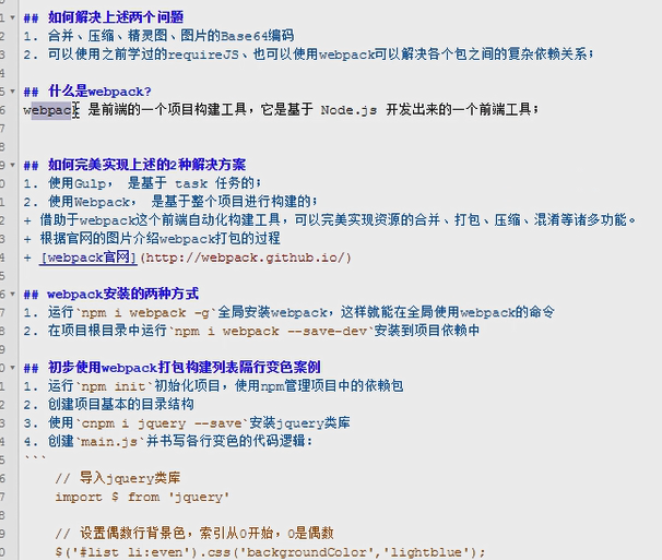 ## 如何解决上述两个问题
1. 合并、压缩、精灵图、图片的Base64编码
2. 可以使用之前学过的requireJS、也可以使用webpack可以解决各个包之间的复杂依赖关系；
## 什么是webpack?
webpack 是前端的一个项目构建工具，它是基于 Node.js 开发出来的一个前端工具；
## 如何完美实现上述的2种解决方案
1. 使用Gulp， 是基于 task 任务的；
2. 使用Webpack， 是基于整个项目进行构建的；
+ 借助于webpack这个前端自动化构建工具，可以完美实现资源的合并、打包、压缩、混淆等诸多功能。
+ 根据官网的图片介绍webpack打包的过程
+ [webpack官网](http://webpack.github.io/)
## webpack安装的两种方式
1. 运行`npm i webpack -g`全局安装webpack，这样就能在全局使用webpack的命令
2. 在项目根目录中运行`npm i webpack --save-dev`安装到项目依赖中
## 初步使用webpack打包构建列表隔行变色案例
1. 运行`npm init`初始化项目，使用npm管理项目中的依赖包
2. 创建项目基本的目录结构
3. 使用`cnpm i jquery --save`安装jquery类库
4. 创建`main.js`并书写各行变色的代码逻辑：
```
// 导入jquery类库
import $ from 'jquery'
// 设置偶数行背景色，索引从0开始，0是偶数
$('#list li:even').css('backgroundColor','lightblue');